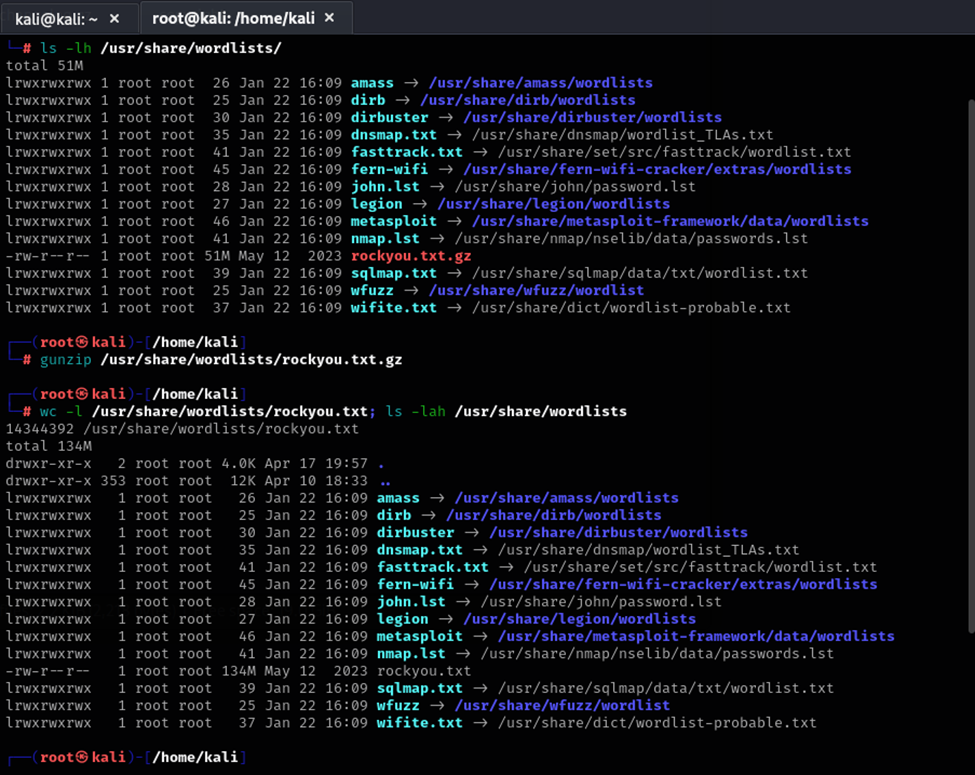 kali@kali: ~ × root@kali: /home/kali ×
└─# ls -lh /usr/share/wordlists/
total 51M
lrwxrwxrwx 1 root root  26 Jan 22 16:09 amass → /usr/share/amass/wordlists
lrwxrwxrwx 1 root root  25 Jan 22 16:09 dirb → /usr/share/dirb/wordlists
lrwxrwxrwx 1 root root  30 Jan 22 16:09 dirbuster → /usr/share/dirbuster/wordlists
lrwxrwxrwx 1 root root  35 Jan 22 16:09 dnsmap.txt → /usr/share/dnsmap/wordlist_TLAs.txt
lrwxrwxrwx 1 root root  41 Jan 22 16:09 fasttrack.txt → /usr/share/set/src/fasttrack/wordlist.txt
lrwxrwxrwx 1 root root  45 Jan 22 16:09 fern-wifi → /usr/share/fern-wifi-cracker/extras/wordlists
lrwxrwxrwx 1 root root  28 Jan 22 16:09 john.lst → /usr/share/john/password.lst
lrwxrwxrwx 1 root root  27 Jan 22 16:09 legion → /usr/share/legion/wordlists
lrwxrwxrwx 1 root root  46 Jan 22 16:09 metasploit → /usr/share/metasploit-framework/data/wordlists
lrwxrwxrwx 1 root root  41 Jan 22 16:09 nmap.lst → /usr/share/nmap/nselib/data/passwords.lst
-rw-r--r-- 1 root root 51M May 12  2023 rockyou.txt.gz
lrwxrwxrwx 1 root root  39 Jan 22 16:09 sqlmap.txt → /usr/share/sqlmap/data/txt/wordlist.txt
lrwxrwxrwx 1 root root  25 Jan 22 16:09 wfuzz → /usr/share/wfuzz/wordlist
lrwxrwxrwx 1 root root  37 Jan 22 16:09 wifite.txt → /usr/share/dict/wordlist-probable.txt
┌──(root㉿kali)-[/home/kali]
└─# gunzip /usr/share/wordlists/rockyou.txt.gz
┌──(root㉿kali)-[/home/kali]
└─# wc -l /usr/share/wordlists/rockyou.txt; ls -lah /usr/share/wordlists
14344392 /usr/share/wordlists/rockyou.txt
total 134M
drwxr-xr-x   2 root root 4.0K Apr 17 19:57 .
drwxr-xr-x 353 root root  12K Apr 10 18:33 ..
lrwxrwxrwx   1 root root   26 Jan 22 16:09 amass → /usr/share/amass/wordlists
lrwxrwxrwx   1 root root   25 Jan 22 16:09 dirb → /usr/share/dirb/wordlists
lrwxrwxrwx   1 root root   30 Jan 22 16:09 dirbuster → /usr/share/dirbuster/wordlists
lrwxrwxrwx   1 root root   35 Jan 22 16:09 dnsmap.txt → /usr/share/dnsmap/wordlist_TLAs.txt
lrwxrwxrwx   1 root root   41 Jan 22 16:09 fasttrack.txt → /usr/share/set/src/fasttrack/wordlist.txt
lrwxrwxrwx   1 root root   45 Jan 22 16:09 fern-wifi → /usr/share/fern-wifi-cracker/extras/wordlists
lrwxrwxrwx   1 root root   28 Jan 22 16:09 john.lst → /usr/share/john/password.lst
lrwxrwxrwx   1 root root   27 Jan 22 16:09 legion → /usr/share/legion/wordlists
lrwxrwxrwx   1 root root   46 Jan 22 16:09 metasploit → /usr/share/metasploit-framework/data/wordlists
lrwxrwxrwx   1 root root   41 Jan 22 16:09 nmap.lst → /usr/share/nmap/nselib/data/passwords.lst
-rw-r--r--   1 root root 134M May 12  2023 rockyou.txt
lrwxrwxrwx   1 root root   39 Jan 22 16:09 sqlmap.txt → /usr/share/sqlmap/data/txt/wordlist.txt
lrwxrwxrwx   1 root root   25 Jan 22 16:09 wfuzz → /usr/share/wfuzz/wordlist
lrwxrwxrwx   1 root root   37 Jan 22 16:09 wifite.txt → /usr/share/dict/wordlist-probable.txt
┌──(root㉿kali)-[/home/kali]